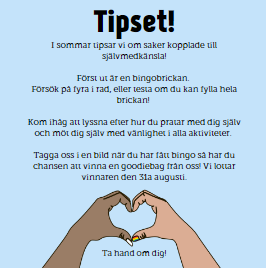 Tipset!
I sommar tipsar vi om saker kopplade till
självmedkänsla!
Först ut är en bingobrickan.
Försök på fyra i rad, eller testa om du kan fylla hela
brickan!
Kom ihåg att lyssna efter hur du pratar med dig själv
och möt dig själv med vänlighet i alla aktiviteter.
Tagga oss i en bild när du har fått bingo så har du
chansen att vinna en goodiebag från oss! Vi lottar
vinnaren den 31a augusti.
Ta hand om dig!